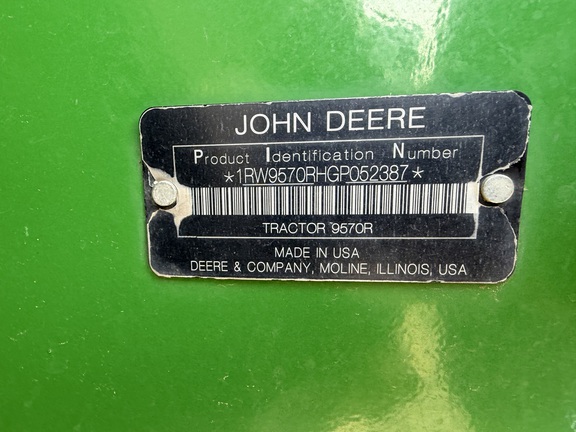 JOHN DEERE
Product Identification Number
*1RW9570RHGP052387*
TRACTOR 9570R
MADE IN USA
DEERE & COMPANY, MOLINE, ILLINOIS, USA